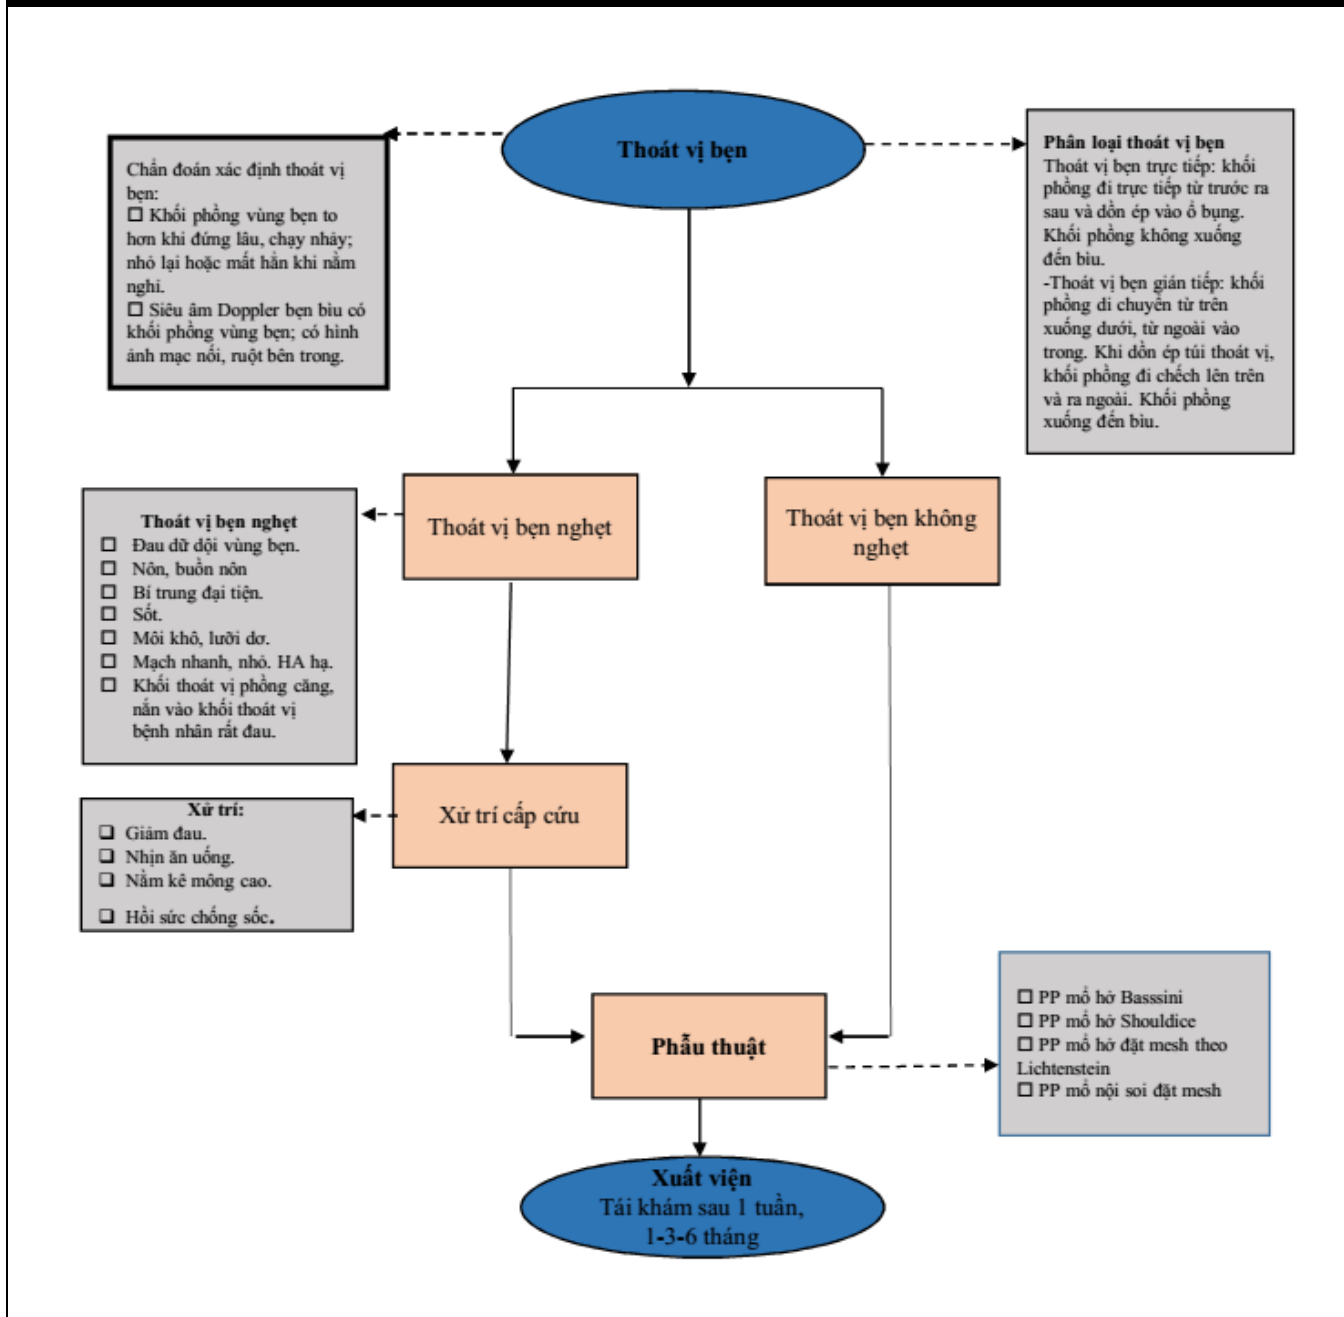 Thoát vị bẹn
Chẩn đoán xác định thoát vị
bẹn:
☐ Khối phồng vùng bẹn to
hơn khi đứng lâu, chạy nhảy;
nhỏ lại hoặc mất hẳn khi nằm
nghỉ.
☐ Siêu âm Doppler bẹn bìu có
khối phồng vùng bẹn; có hình
ảnh mạc nối, ruột bên trong.
Phân loại thoát vị bẹn
Thoát vị bẹn trực tiếp: khối
phồng đi trực tiếp từ trước ra
sau và dồn ép vào ổ bụng.
Khối phồng không xuống
đến bìu.
-Thoát vị bẹn gián tiếp: khối
phồng di chuyển từ trên
xuống dưới, từ ngoài vào
trong. Khi dồn ép túi thoát vị,
khối phồng đi chếch lên trên
và ra ngoài. Khối phồng
xuống đến bìu.
Thoát vị bẹn nghẹt
Thoát vị bẹn không
nghẹt
Thoát vị bẹn nghẹt
☐ Đau dữ dội vùng bẹn.
☐ Nôn, buồn nôn
☐ Bí trung đại tiện.
☐ Sốt.
☐ Môi khô, lưỡi dơ.
☐ Mạch nhanh, nhỏ. HA hạ.
☐ Khối thoát vị phồng căng,
nắn vào khối thoát vị
bệnh nhân rất đau.
Xử trí cấp cứu
Xử trí:
❑ Giảm đau.
❑ Nhịn ăn uống.
❑ Nằm kê mông cao.
❑ Hồi sức chống sốc.
Phẫu thuật
☐ PP mổ hở Basssini
☐ PP mổ hở Shouldice
☐ PP mổ hở đặt mesh theo
Lichtenstein
☐ PP mổ nội soi đặt mesh
Xuất viện
Tái khám sau 1 tuần,
1-3-6 tháng